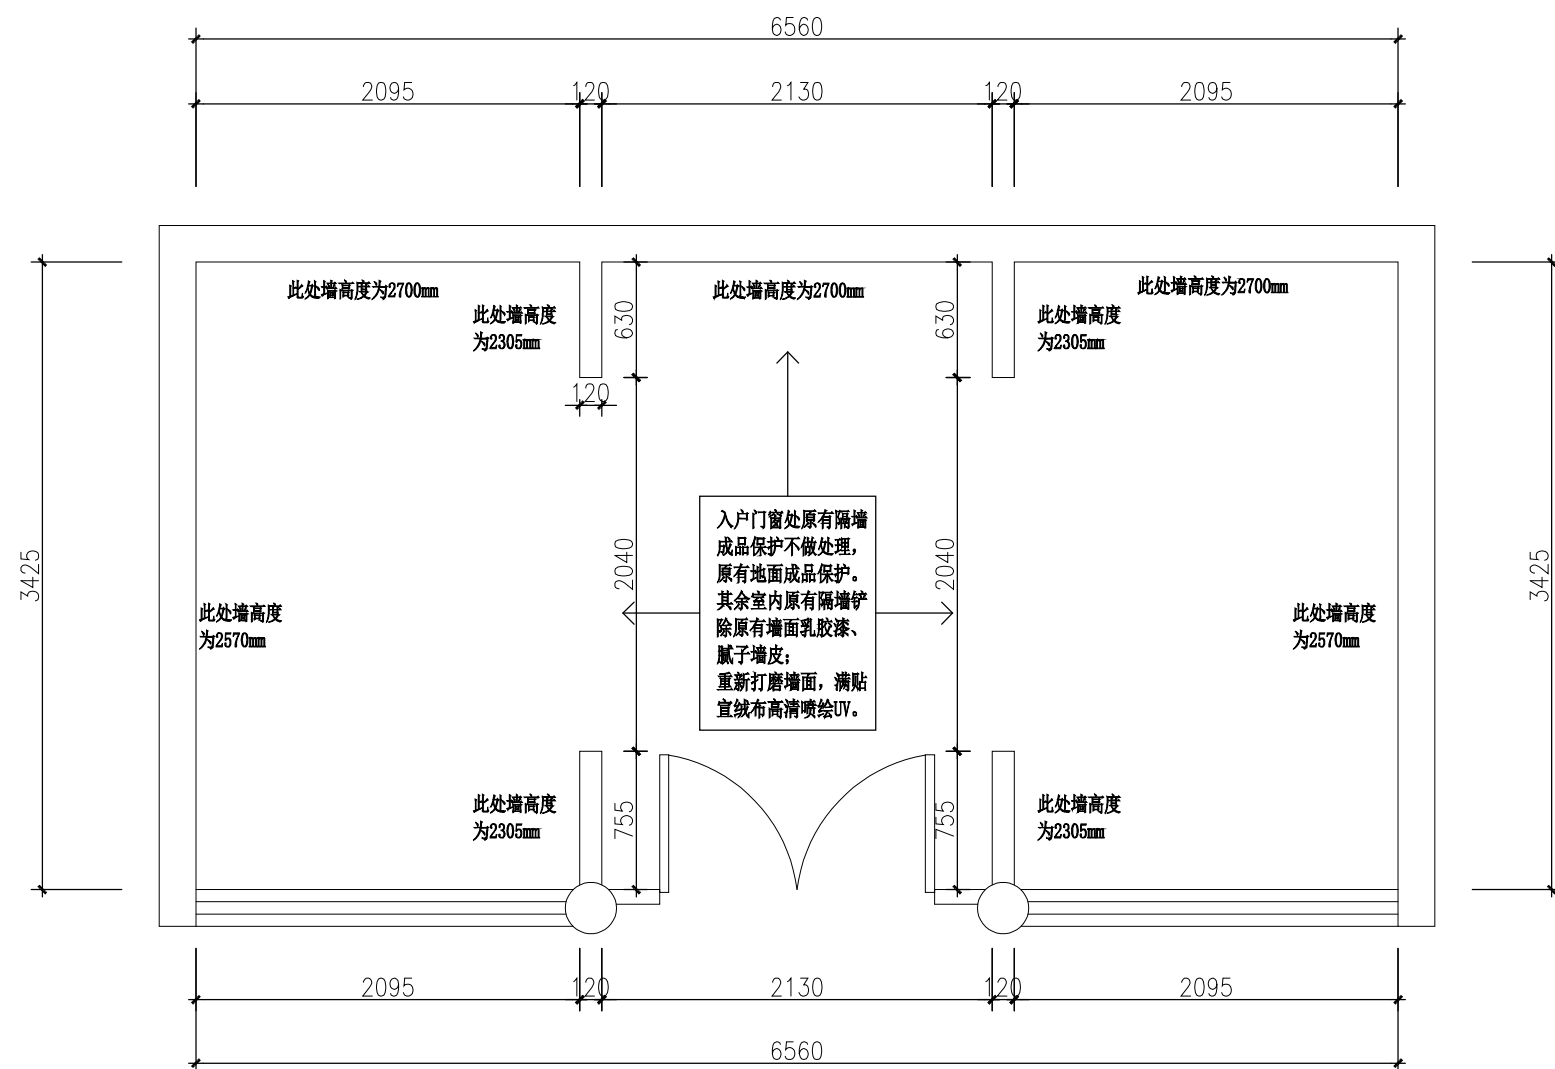 6560
2095
120
2130
120
2095
此处墙高度为2700mm
此处墙高度为2700mm
此处墙高度为2700mm
此处墙高度
为2305mm
630
630
此处墙高度
为2305mm
120
3425
此处墙高度
为2570mm
2040
入户门窗处原有隔墙
成品保护不做处理，
原有地面成品保护。
其余室内原有隔墙铲
除原有墙面乳胶漆、
腻子墙皮；
重新打磨墙面，满贴
宣绒布高清喷绘UV。
2040
此处墙高度
为2570mm
3425
此处墙高度
为2305mm
755
755
此处墙高度
为2305mm
2095
120
2130
120
2095
6560